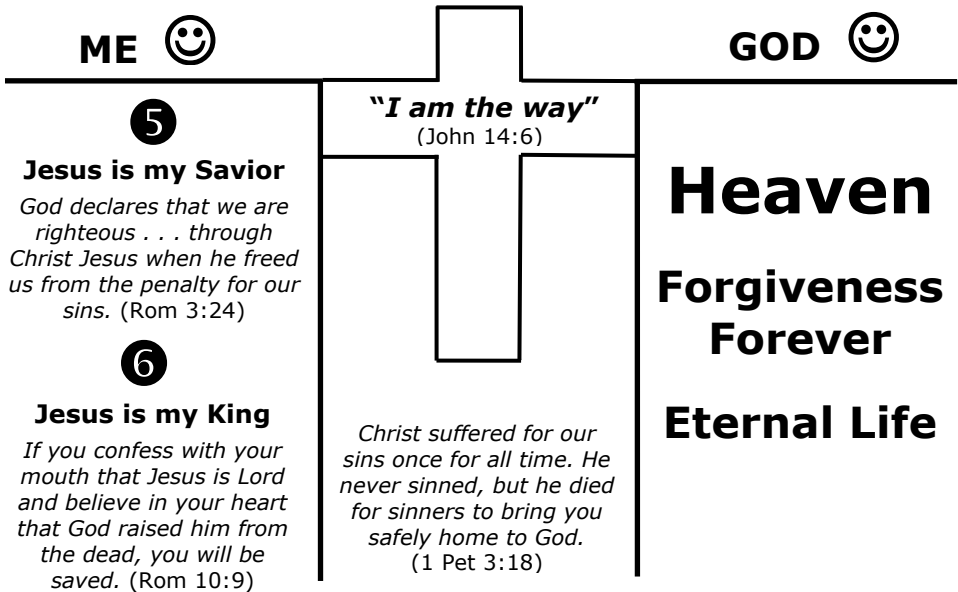 ME ☺
❺
Jesus is my Savior
God declares that we are
righteous . . . through
Christ Jesus when he freed
us from the penalty for our
sins. (Rom 3:24)
❻
Jesus is my King
If you confess with your
mouth that Jesus is Lord
and believe in your heart
that God raised him from
the dead, you will be
saved. (Rom 10:9)
“I am the way”
(John 14:6)
Christ suffered for our
sins once for all time. He
never sinned, but he died
for sinners to bring you
safely home to God.
(1 Pet 3:18)
GOD ☺
Heaven
Forgiveness
Forever
Eternal Life